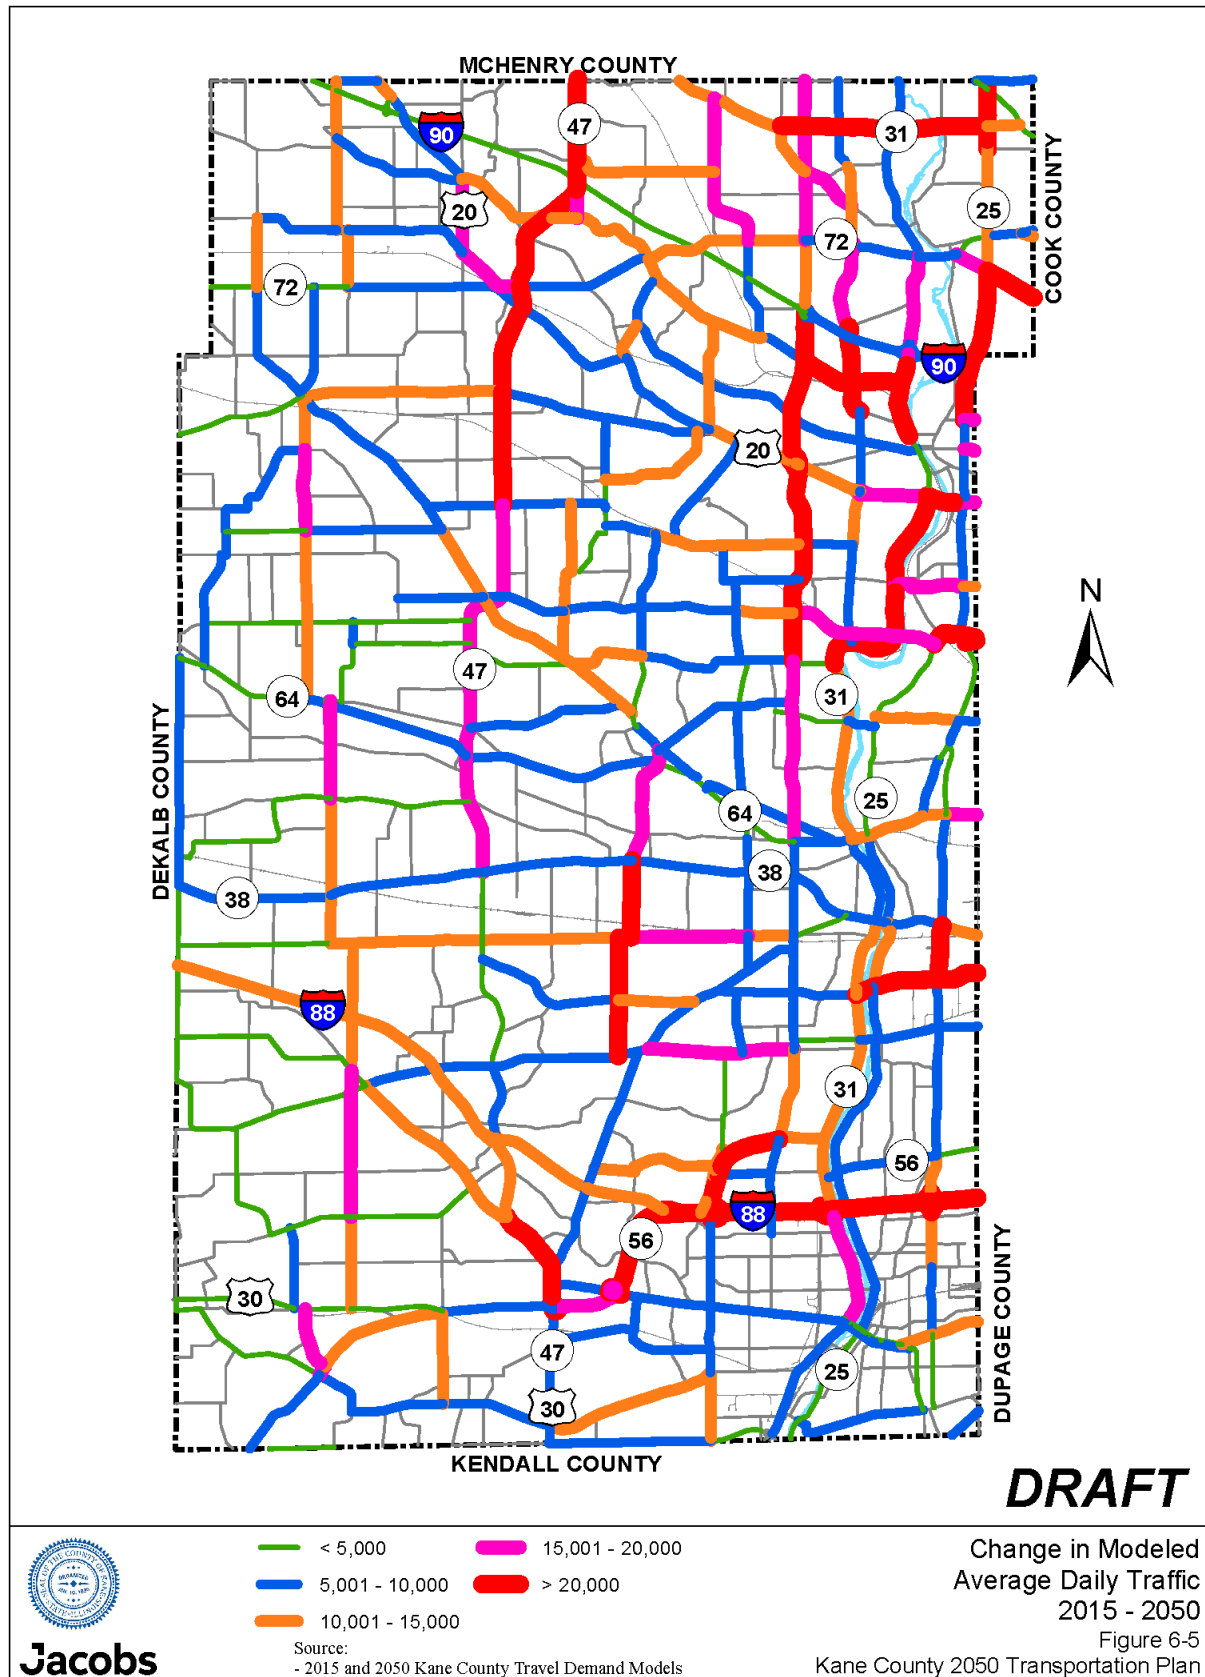 MCHENRY COUNTY
47
90
31
20
25
72
COOK COUNTY
72
90
20
47
31
64
DEKALB COUNTY
25
64
38
38
88
31
56
88
56
30
DUPAGE COUNTY
47
25
30
KENDALL COUNTY
N
DRAFT
< 5,000
5,001 - 10,000
10,001 - 15,000
15,001 - 20,000
> 20,000
Source:
- 2015 and 2050 Kane County Travel Demand Models
Jacobs
Change in Modeled
Average Daily Traffic
2015 - 2050
Figure 6-5
Kane County 2050 Transportation Plan